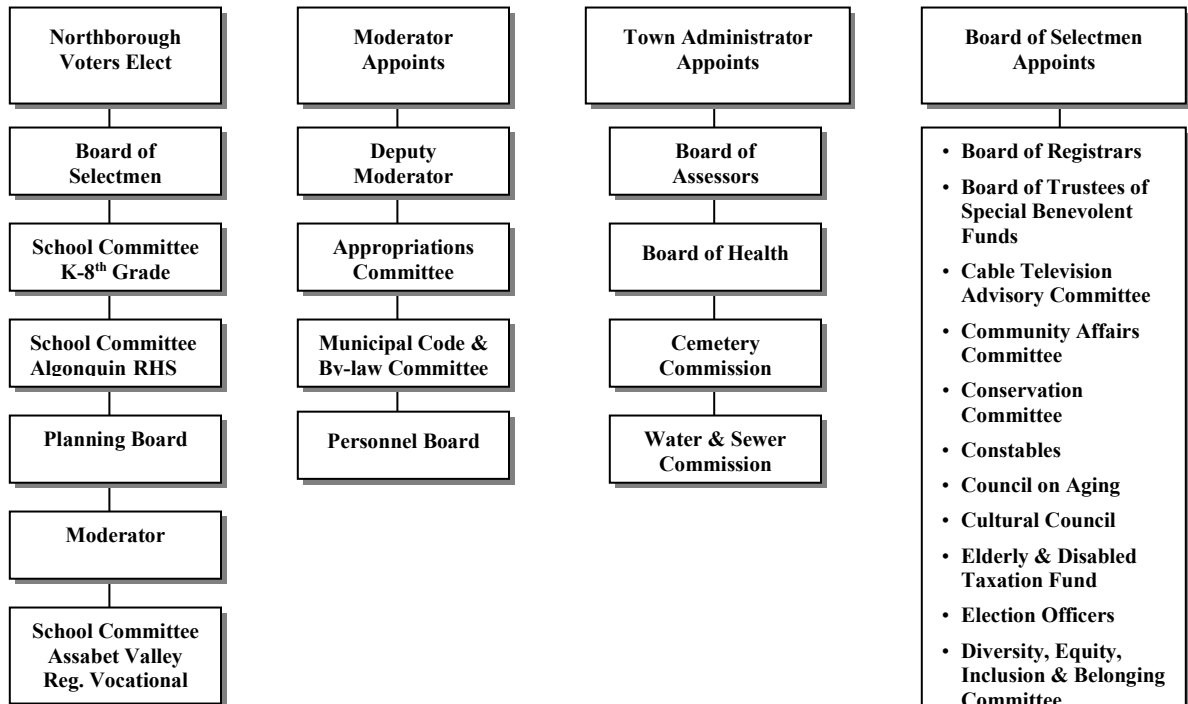 Northborough
Voters Elect
Board of
Selectmen
School Committee
K-8th Grade
School Committee
Algonquin RHS
Planning Board
Moderator
School Committee
Assabet Valley
Reg. Vocational
Moderator
Appoints
Deputy
Moderator
Appropriations
Committee
Municipal Code &
By-law Committee
Personnel Board
Town Administrator
Appoints
Board of
Assessors
Board of Health
Cemetery
Commission
Water & Sewer
Commission
Board of Selectmen
Appoints
• Board of Registrars
• Board of Trustees of
Special Benevolent
Funds
• Cable Television
Advisory Committee
• Community Affairs
Committee
• Conservation
Committee
• Constables
• Council on Aging
• Cultural Council
• Elderly & Disabled
Taxation Fund
• Election Officers
• Diversity, Equity,
Inclusion & Belonging
Committee